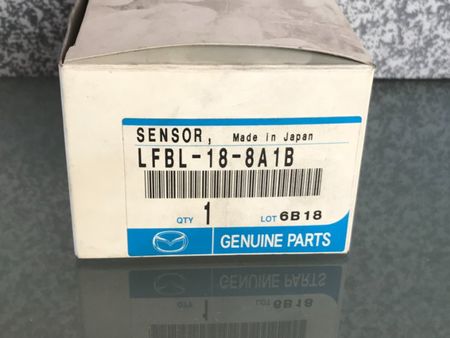 SENSOR, Made in Japan
LFBL-18-8A1B
QTY 1 LOT 6B18
GENUINE PARTS